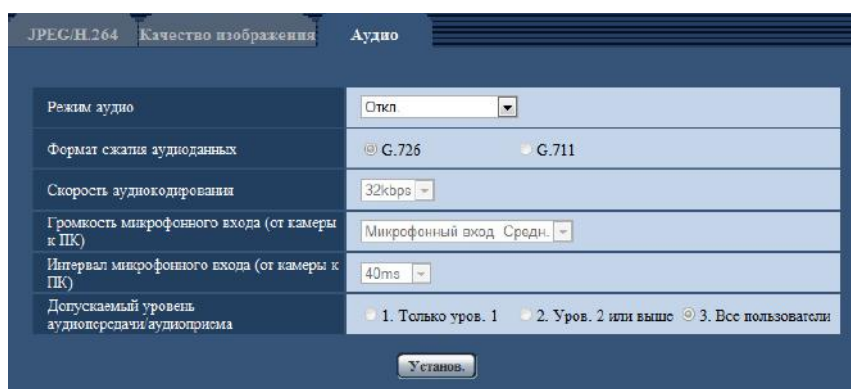 JPEG/H.264 Качество изображения Аудио
Режим аудио Откл.
Формат сжатия аудиоданных G.726 G.711
Скорость аудиокодирования 32kbps
Громкость микрофонного входа (от камеры
к ПК) Микрофонный вход Средн.
Интервал микрофонного входа (от камеры к
ПК) 40ms
Допускаемый уровень
аудиопередачи/аудиоприема 1. Только уров. 1 2. Уров. 2 или выше 3. Все пользователи
Установ.